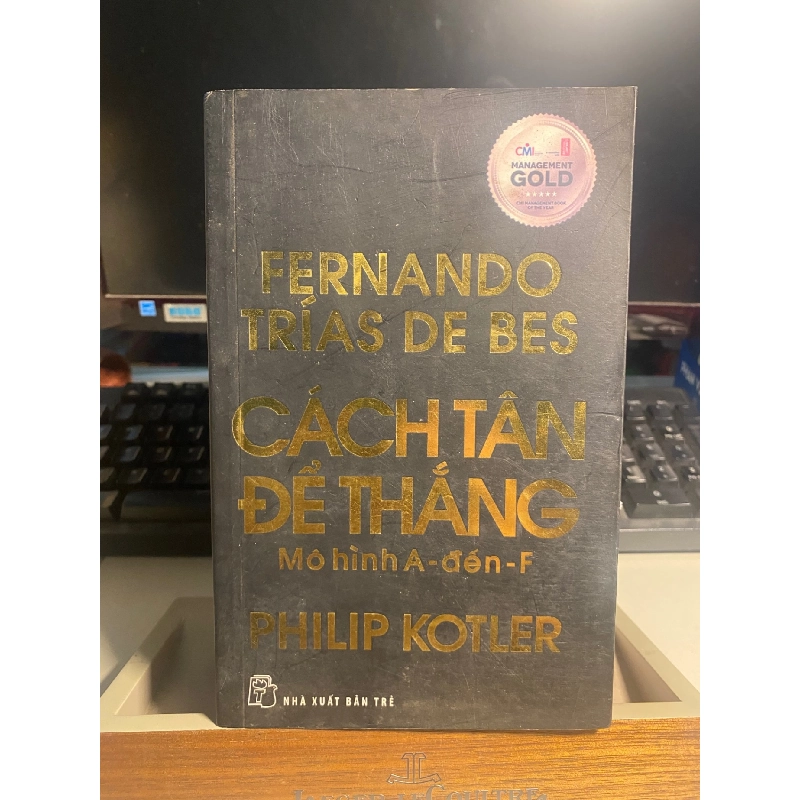 CMI
MANAGEMENT
GOLD
FERNANDO
TRÍAS DE BES
CÁCH TÂN
ĐỂ THẮNG
Mô hình A-đến-F
PHILIP KOTLER
NHÀ XUẤT BẢN TRẺ